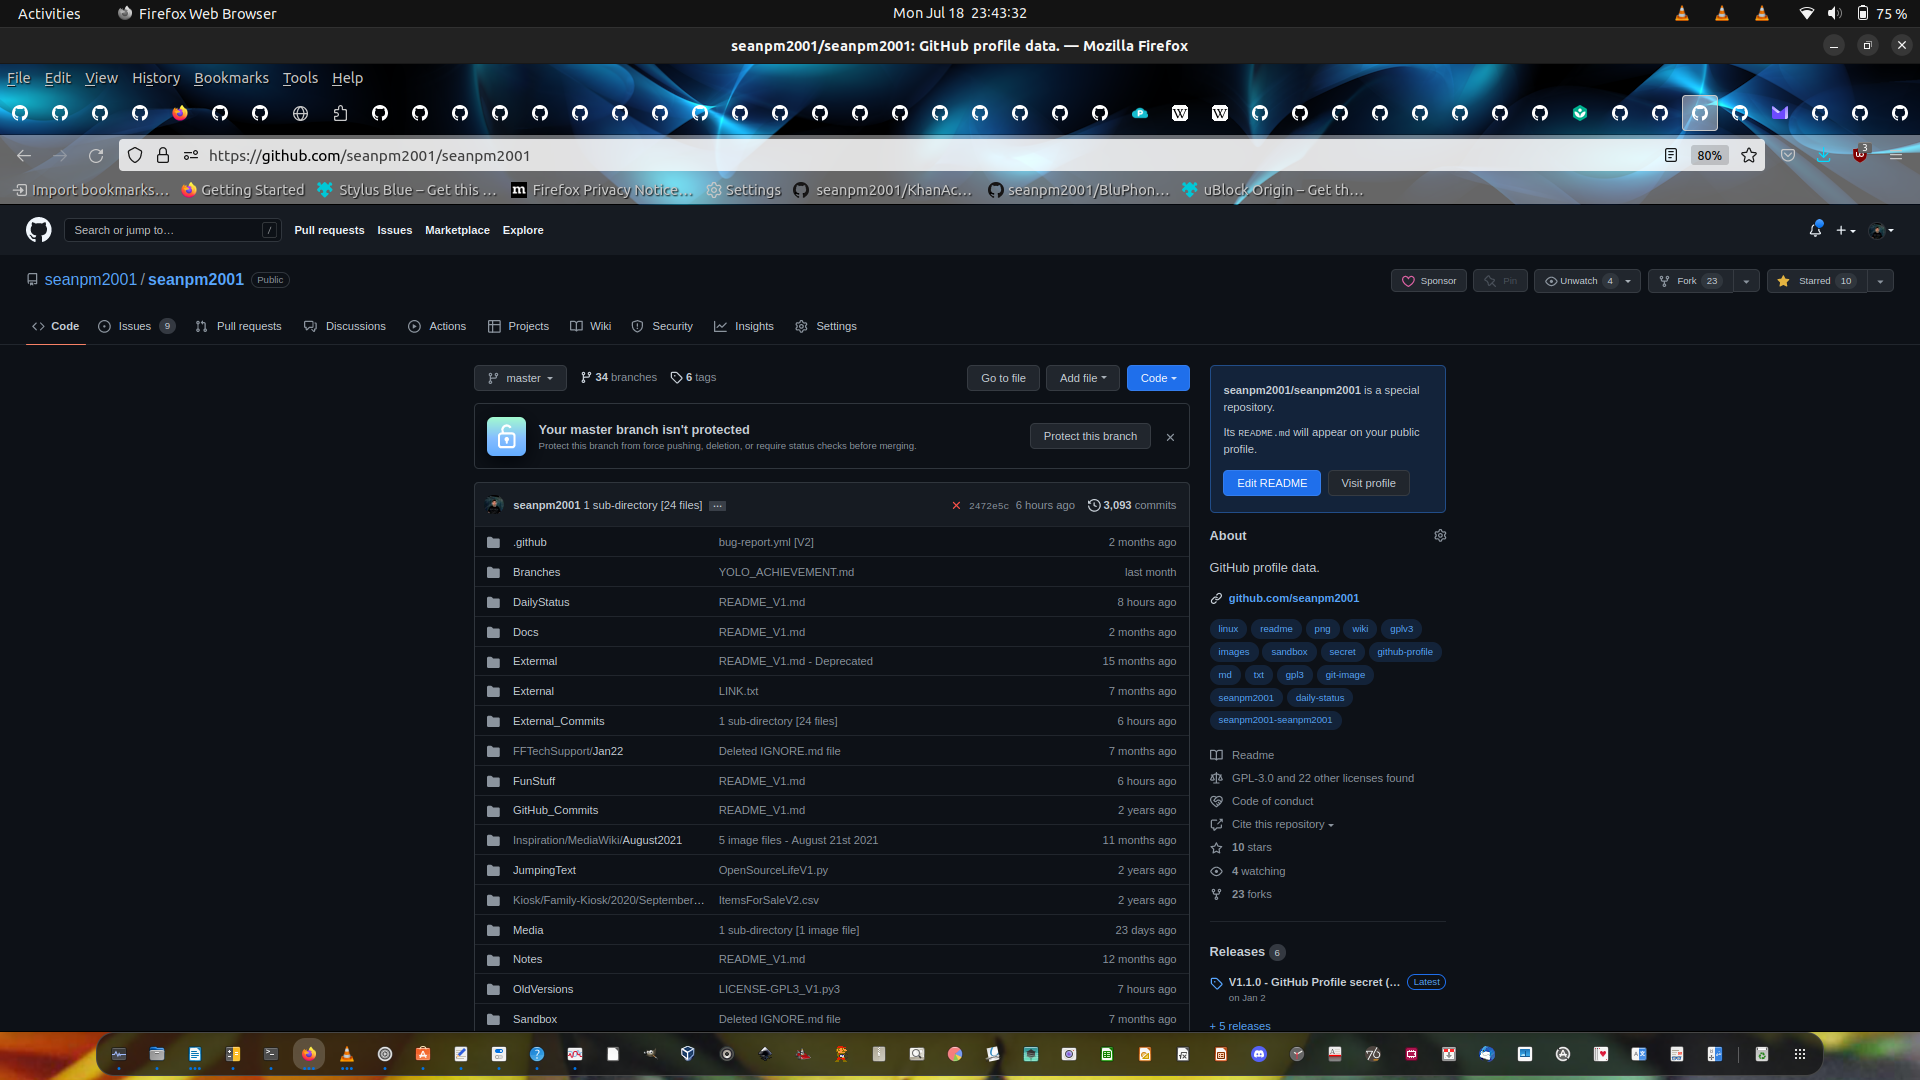 Activities Firefox Web Browser Mon Jul 18 23:43:32 75 %
seanpm2001/seanpm2001: GitHub profile data. — Mozilla Firefox
File Edit View History Bookmarks Tools Help
https://github.com/seanpm2001/seanpm2001 80% 3
Import bookmarks… Getting Started Stylus Blue – Get this … Firefox Privacy Notice… Settings seanpm2001/KhanAc… seanpm2001/BluPhon… uBlock Origin – Get th…
Search or jump to… / Pull requests Issues Marketplace Explore
seanpm2001 / seanpm2001 Public Sponsor Pin Unwatch 4 Fork 23 Starred 10
Code Issues 9 Pull requests Discussions Actions Projects Wiki Security Insights Settings
master 34 branches 6 tags Go to file Add file Code
Your master branch isn't protected
Protect this branch from force pushing, deletion, or require status checks before merging.
Protect this branch
seanpm2001 1 sub-directory [24 files] … 2472e5c 6 hours ago 3,093 commits
.github bug-report.yml [V2] 2 months ago
Branches YOLO_ACHIEVEMENT.md last month
DailyStatus README_V1.md 8 hours ago
Docs README_V1.md 2 months ago
Extermal README_V1.md - Deprecated 15 months ago
External LINK.txt 7 months ago
External_Commits 1 sub-directory [24 files] 6 hours ago
FFTechSupport/Jan22 Deleted IGNORE.md file 7 months ago
FunStuff README_V1.md 6 hours ago
GitHub_Commits README_V1.md 2 years ago
Inspiration/MediaWiki/August2021 5 image files - August 21st 2021 11 months ago
JumpingText OpenSourceLifeV1.py 2 years ago
Kiosk/Family-Kiosk/2020/September… ItemsForSaleV2.csv 2 years ago
Media 1 sub-directory [1 image file] 23 days ago
Notes README_V1.md 12 months ago
OldVersions LICENSE-GPL3_V1.py3 7 hours ago
Sandbox Deleted IGNORE.md file 7 months ago
seanpm2001/seanpm2001 is a special
repository.
Its README.md will appear on your public
profile.
Edit README Visit profile
About
GitHub profile data.
github.com/seanpm2001
linux readme png wiki gplv3
images sandbox secret github-profile
md txt gpl3 git-image
seanpm2001 daily-status
seanpm2001-seanpm2001
Readme
GPL-3.0 and 22 other licenses found
Code of conduct
Cite this repository
10 stars
4 watching
23 forks
Releases 6
V1.1.0 - GitHub Profile secret (… Latest
on Jan 2
+ 5 releases